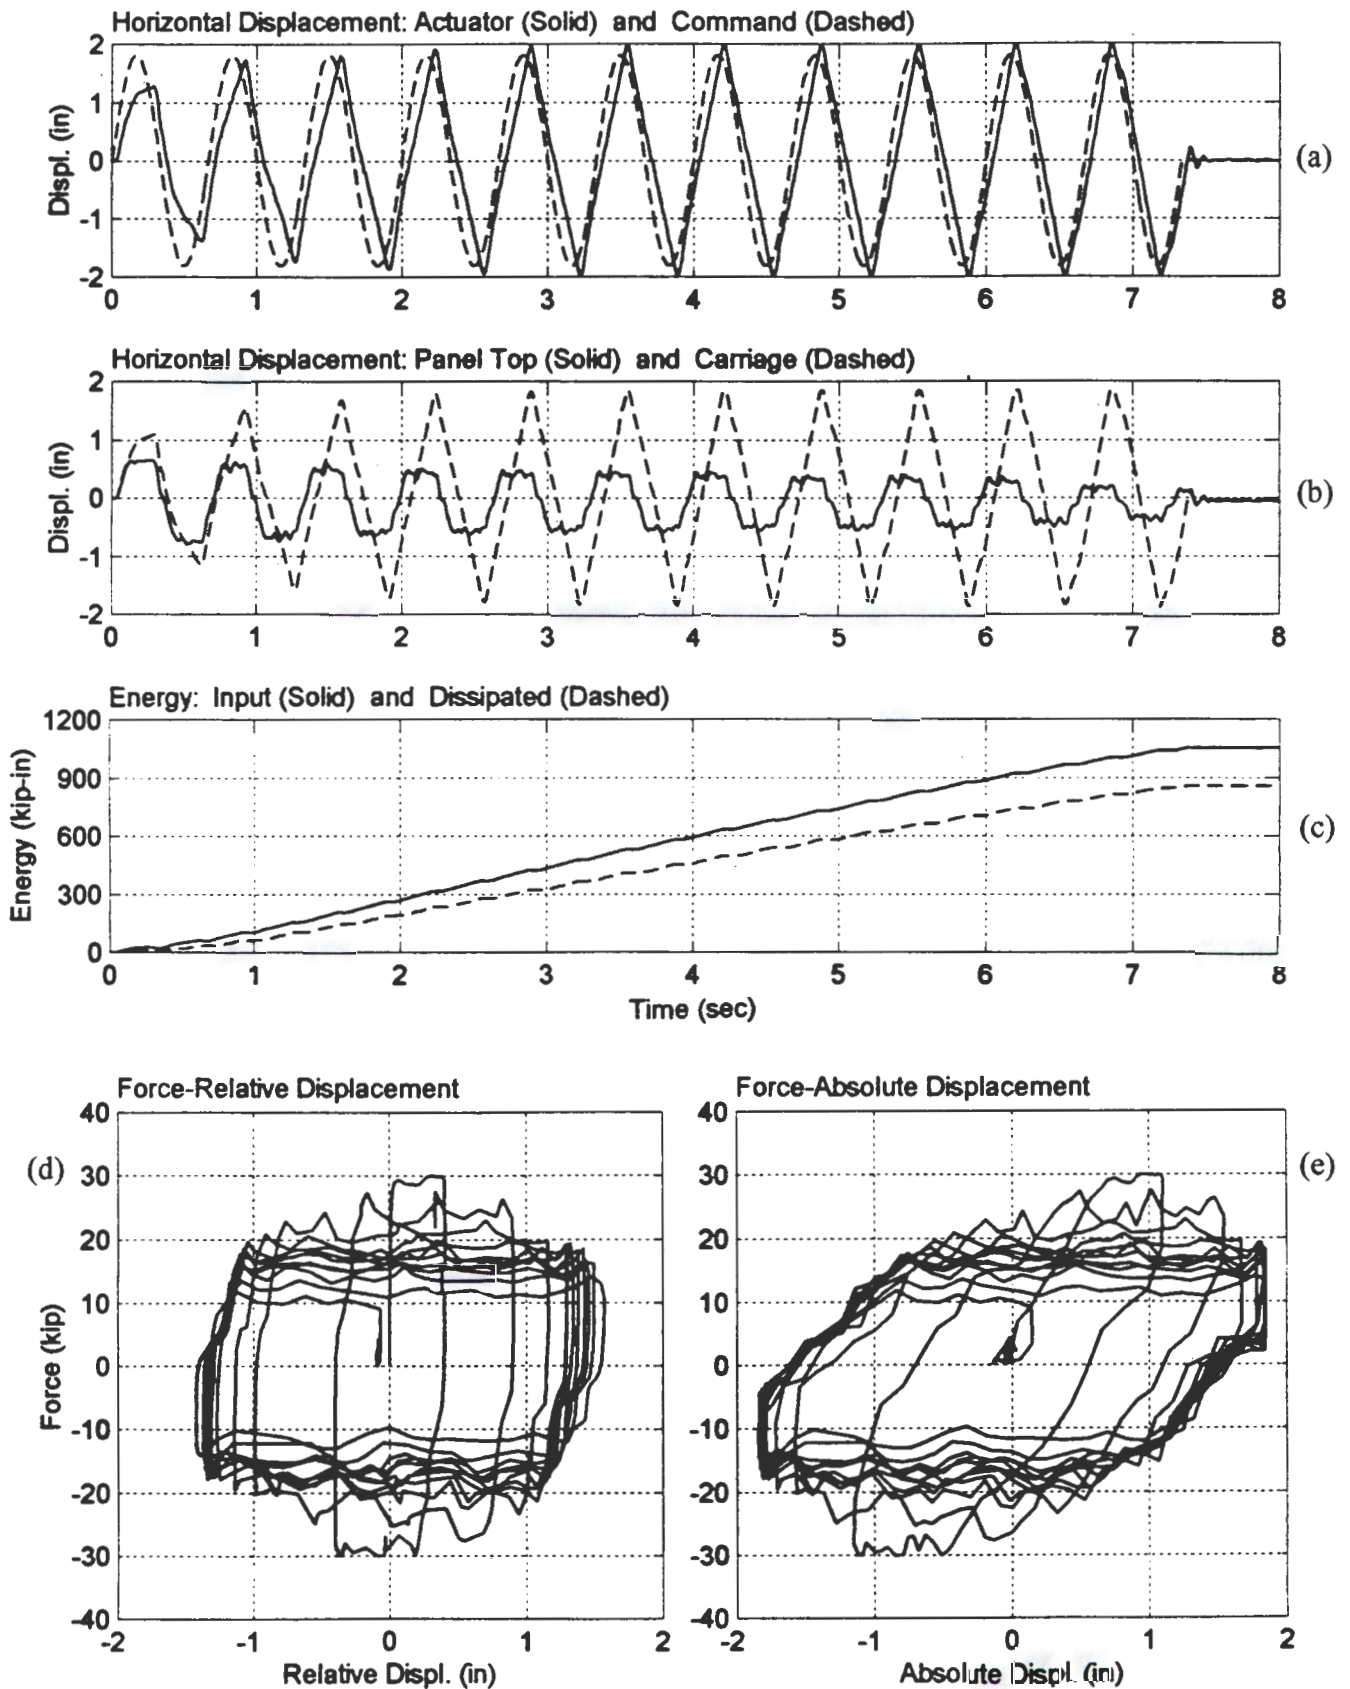 Horizontal Displacement: Actuator (Solid) and Command (Dashed)
2
1
0
-1
-2
Displ. (in)
(a)
0 1 2 3 4 5 6 7 8
Horizontal Displacement: Panel Top (Solid) and Carriage (Dashed)
2
1
0
-1
-2
Displ. (in)
(b)
0 1 2 3 4 5 6 7 8
Energy: Input (Solid) and Dissipated (Dashed)
1200
900
600
300
0
Energy (kip-in)
(c)
0 1 2 3 4 5 6 7 8
Time (sec)
Force-Relative Displacement
(d)
40
30
20
10
0
-10
-20
-30
-40
Force (kip)
-2 -1 0 1 2
Relative Displ. (in)
Force-Absolute Displacement
(e)
40
30
20
10
0
-10
-20
-30
-40
-2 -1 0 1 2
Absolute Displ. (in)